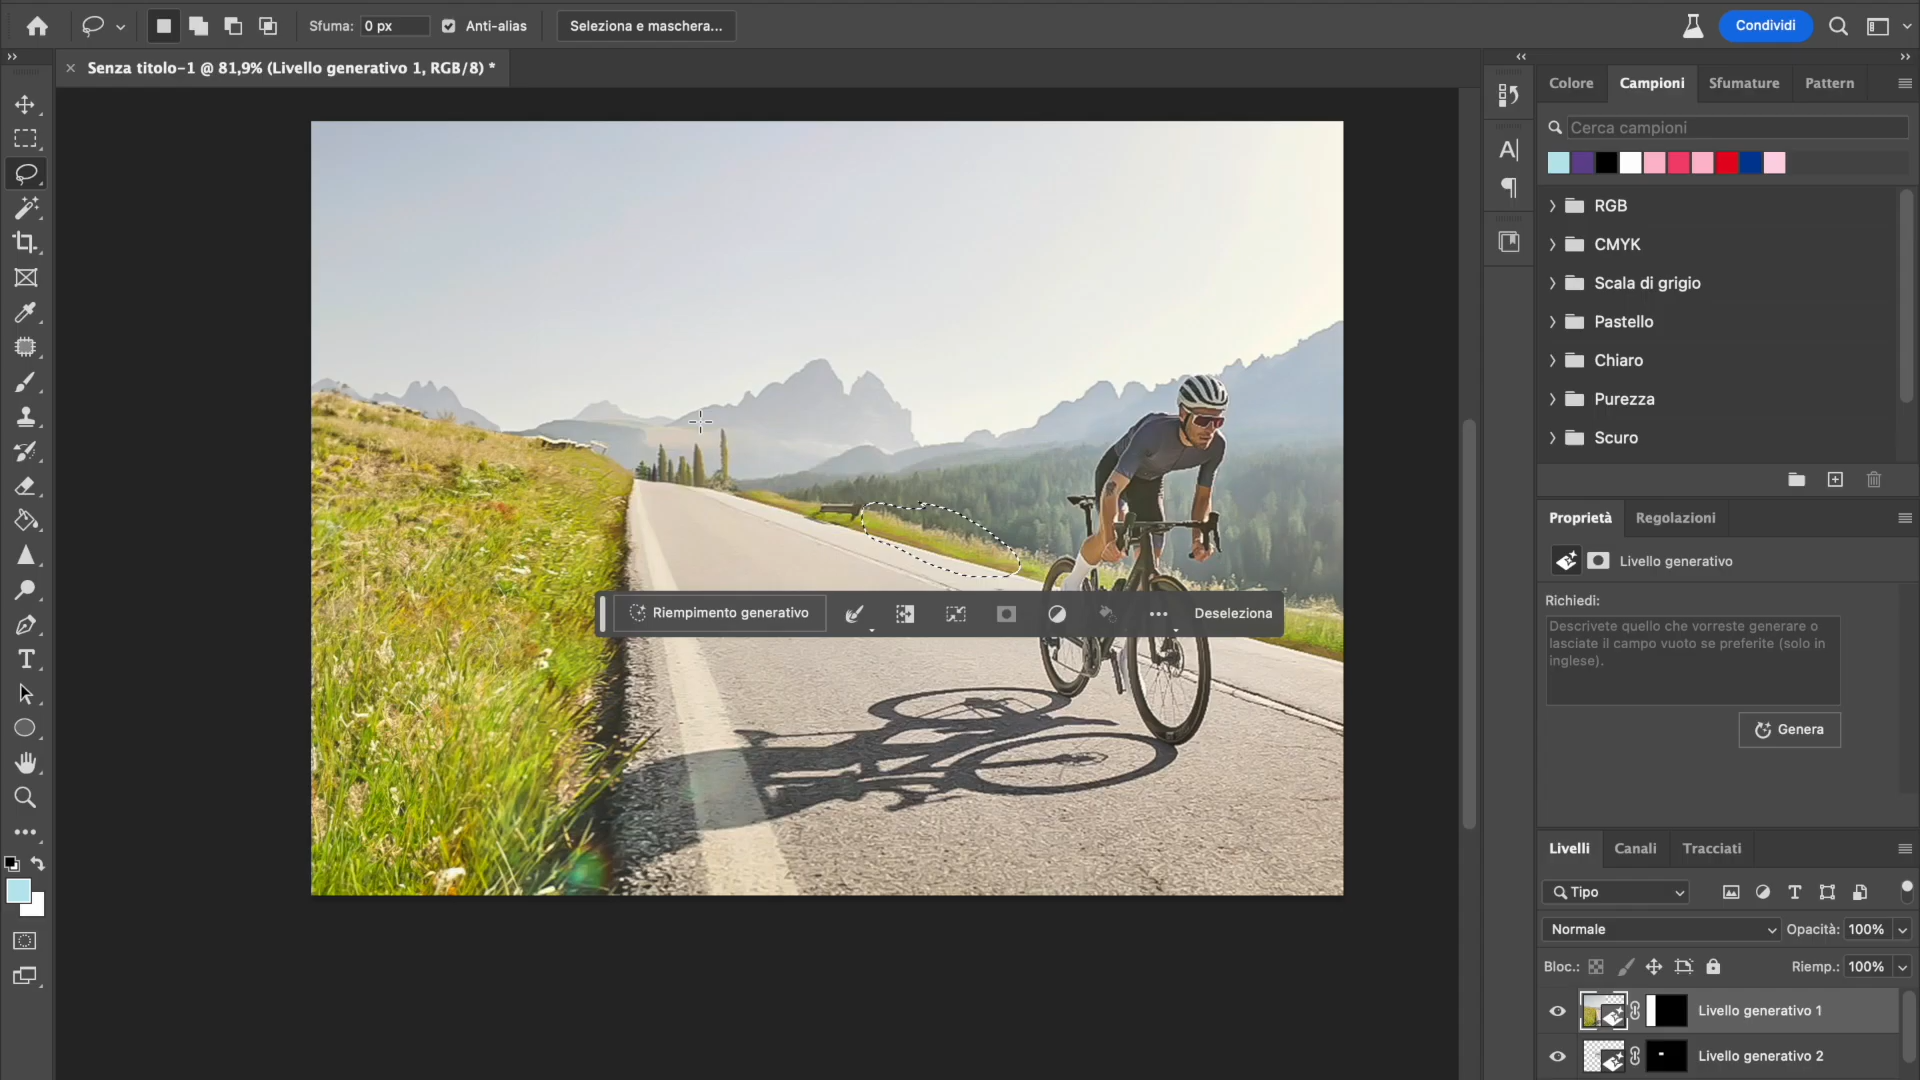 Sfuma: 0 px Anti-alias Seleziona e maschera... Condividi
Senza titolo-1 @ 81,9% (Livello generativo 1, RGB/8) *
Colore Campioni Sfumature Pattern
Cerca campioni
RGB
CMYK
Scala di grigio
Pastello
Chiaro
Purezza
Scuro
Proprietà Regolazioni
Livello generativo
Richiedi:
Descrivete quello che vorreste generare o
lasciate il campo vuoto se preferite (solo in
inglese).
Riempimento generativo Deseleziona
Genera
Livelli Canali Tracciati
Tipo
Normale Opacità: 100%
Bloc.: Riemp.: 100%
Livello generativo 1
Livello generativo 2